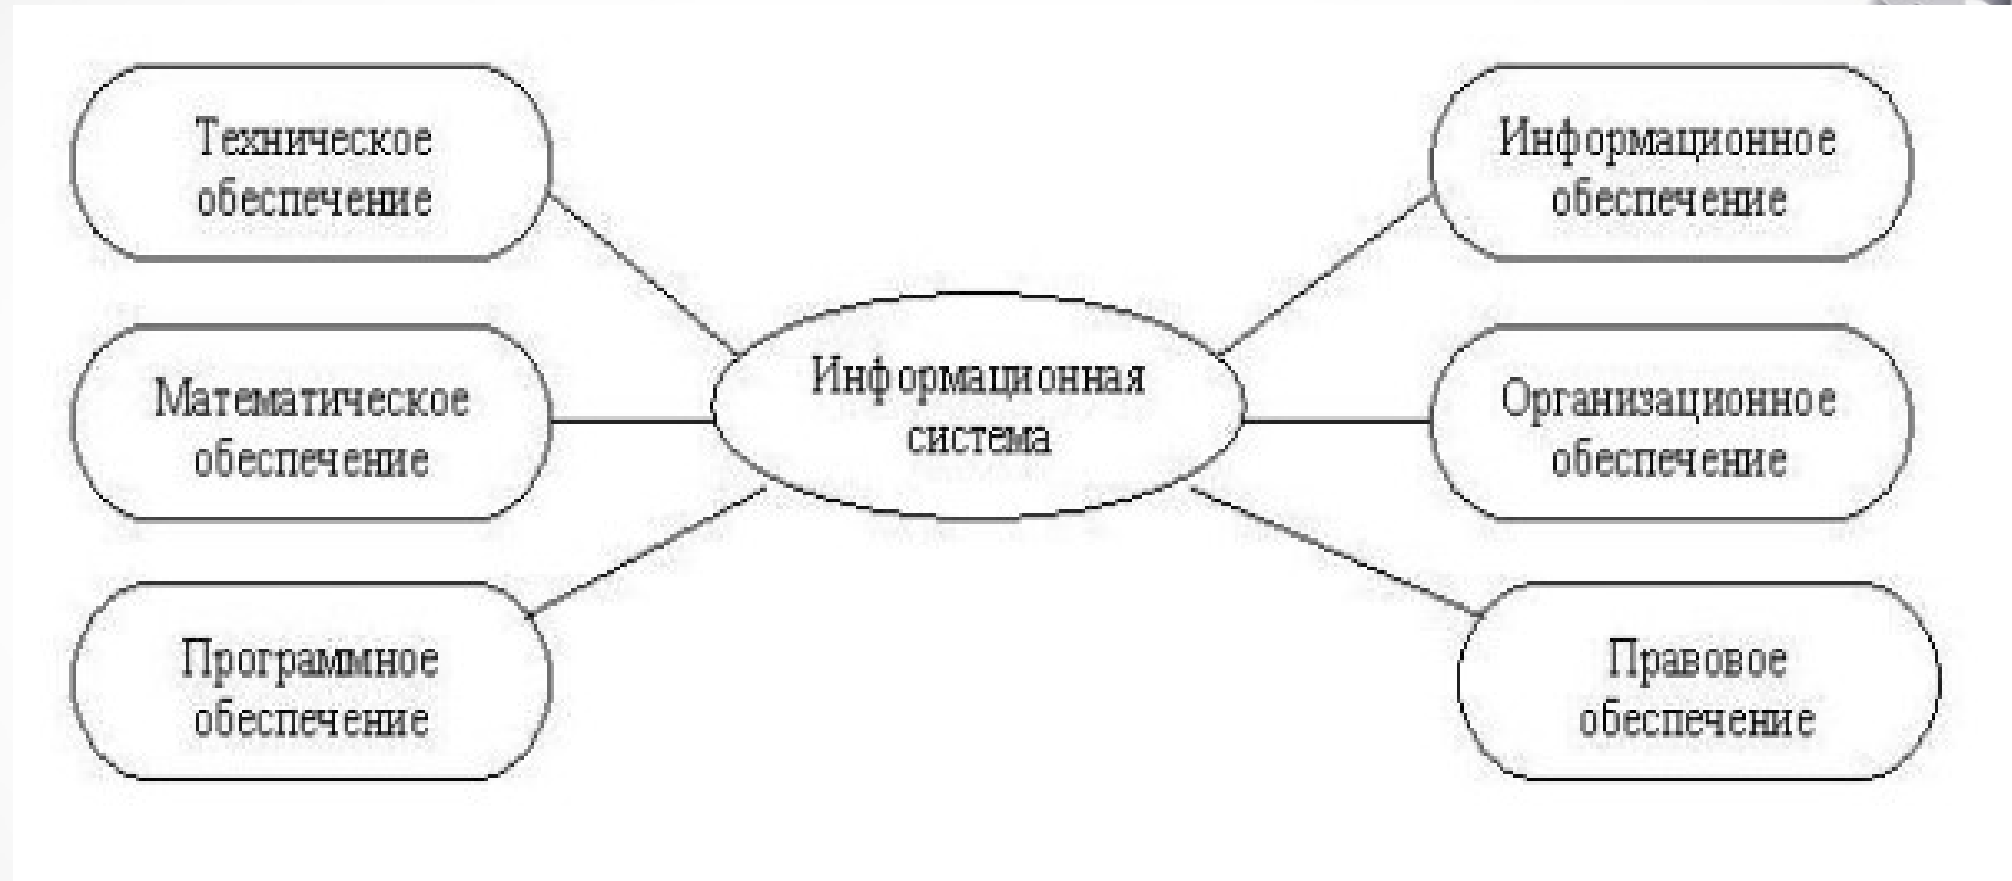 Техническое
обеспечение
Информационное
обеспечение
Математическое
обеспечение
Информационная
система
Организационное
обеспечение
Программное
обеспечение
Правовое
обеспечение